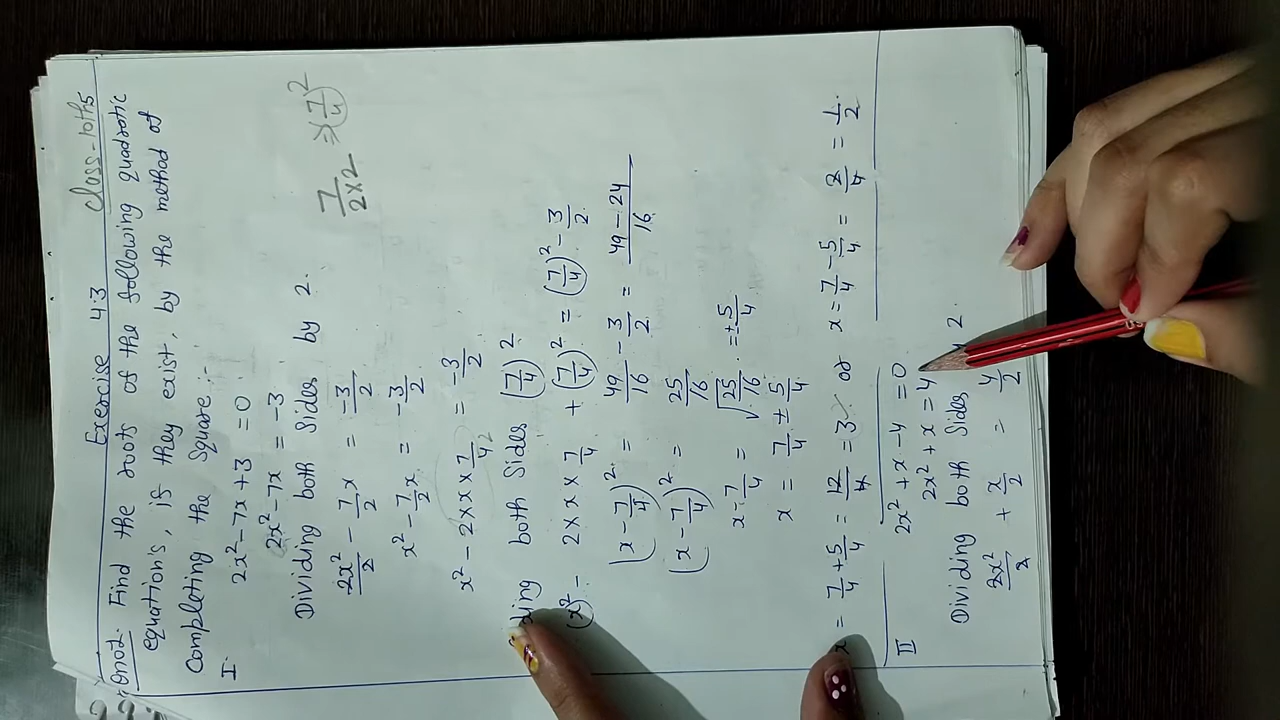 Exercise 4.3 Class-10th
Qno1. Find the roots of the following quadratic
equation's, if they exist, by the method of
Completing the Square:-
I. 2x² - 7x + 3 = 0
2x² - 7x = -3
Dividing both Sides by 2.
2x²/2 - 7/2 x = -3/2
7/2×2 ⇒ (7/4)²
x² - 7/2 x = -3/2
x² - 2 × x × 7/4 = -3/2
both Sides (7/4)²
(x)² - 2 × x × 7/4 + (7/4)² = (7/4)² - 3/2
(x - 7/4)² = 49/16 - 3/2 = 49 - 24/16
(x - 7/4)² = 25/16
x - 7/4 = √25/16 = ± 5/4
x = 7/4 ± 5/4
x = 7/4 + 5/4 = 12/4 = 3 or x = 7/4 - 5/4 = 2/4 = 1/2
II 2x² + x - 4 = 0
2x² + x = 4
Dividing both Sides 2
2x²/2 + x/2 = 4/2